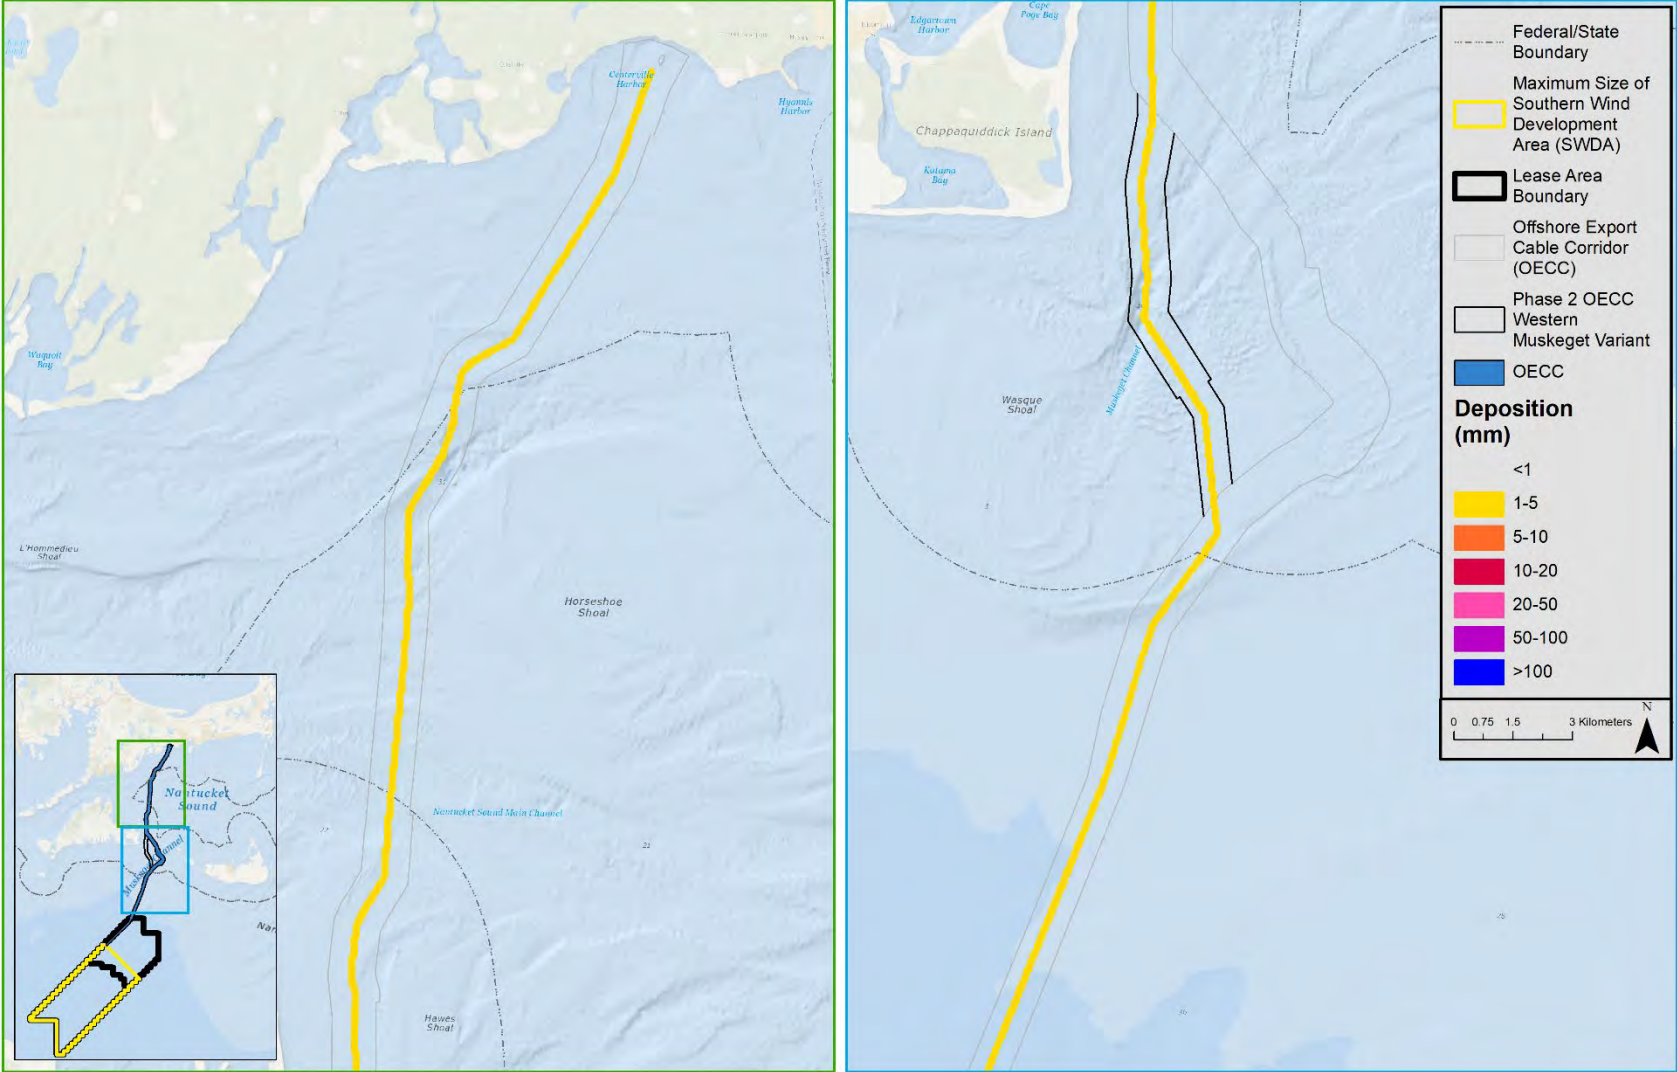 Centerville
Harbor
Hyannis
Harbor
Waquoit
Bay
L'Hommedieu
Shoal
Horseshoe
Shoal
Nantucket Sound Main Channel
22
23
Hawes
Shoal
Nantucket
Sound
Nan
Cape
Poge Bay
Edgartown
Harbor
Chappaquiddick Island
Katama
Bay
Muskeget Channel
Wasque
Shoal
3
Federal/State
Boundary
Maximum Size of
Southern Wind
Development
Area (SWDA)
Lease Area
Boundary
Offshore Export
Cable Corridor
(OECC)
Phase 2 OECC
Western
Muskeget Variant
OECC
Deposition
(mm)
<1
1-5
5-10
10-20
20-50
50-100
>100
0 0.75 1.5 3 Kilometers
N